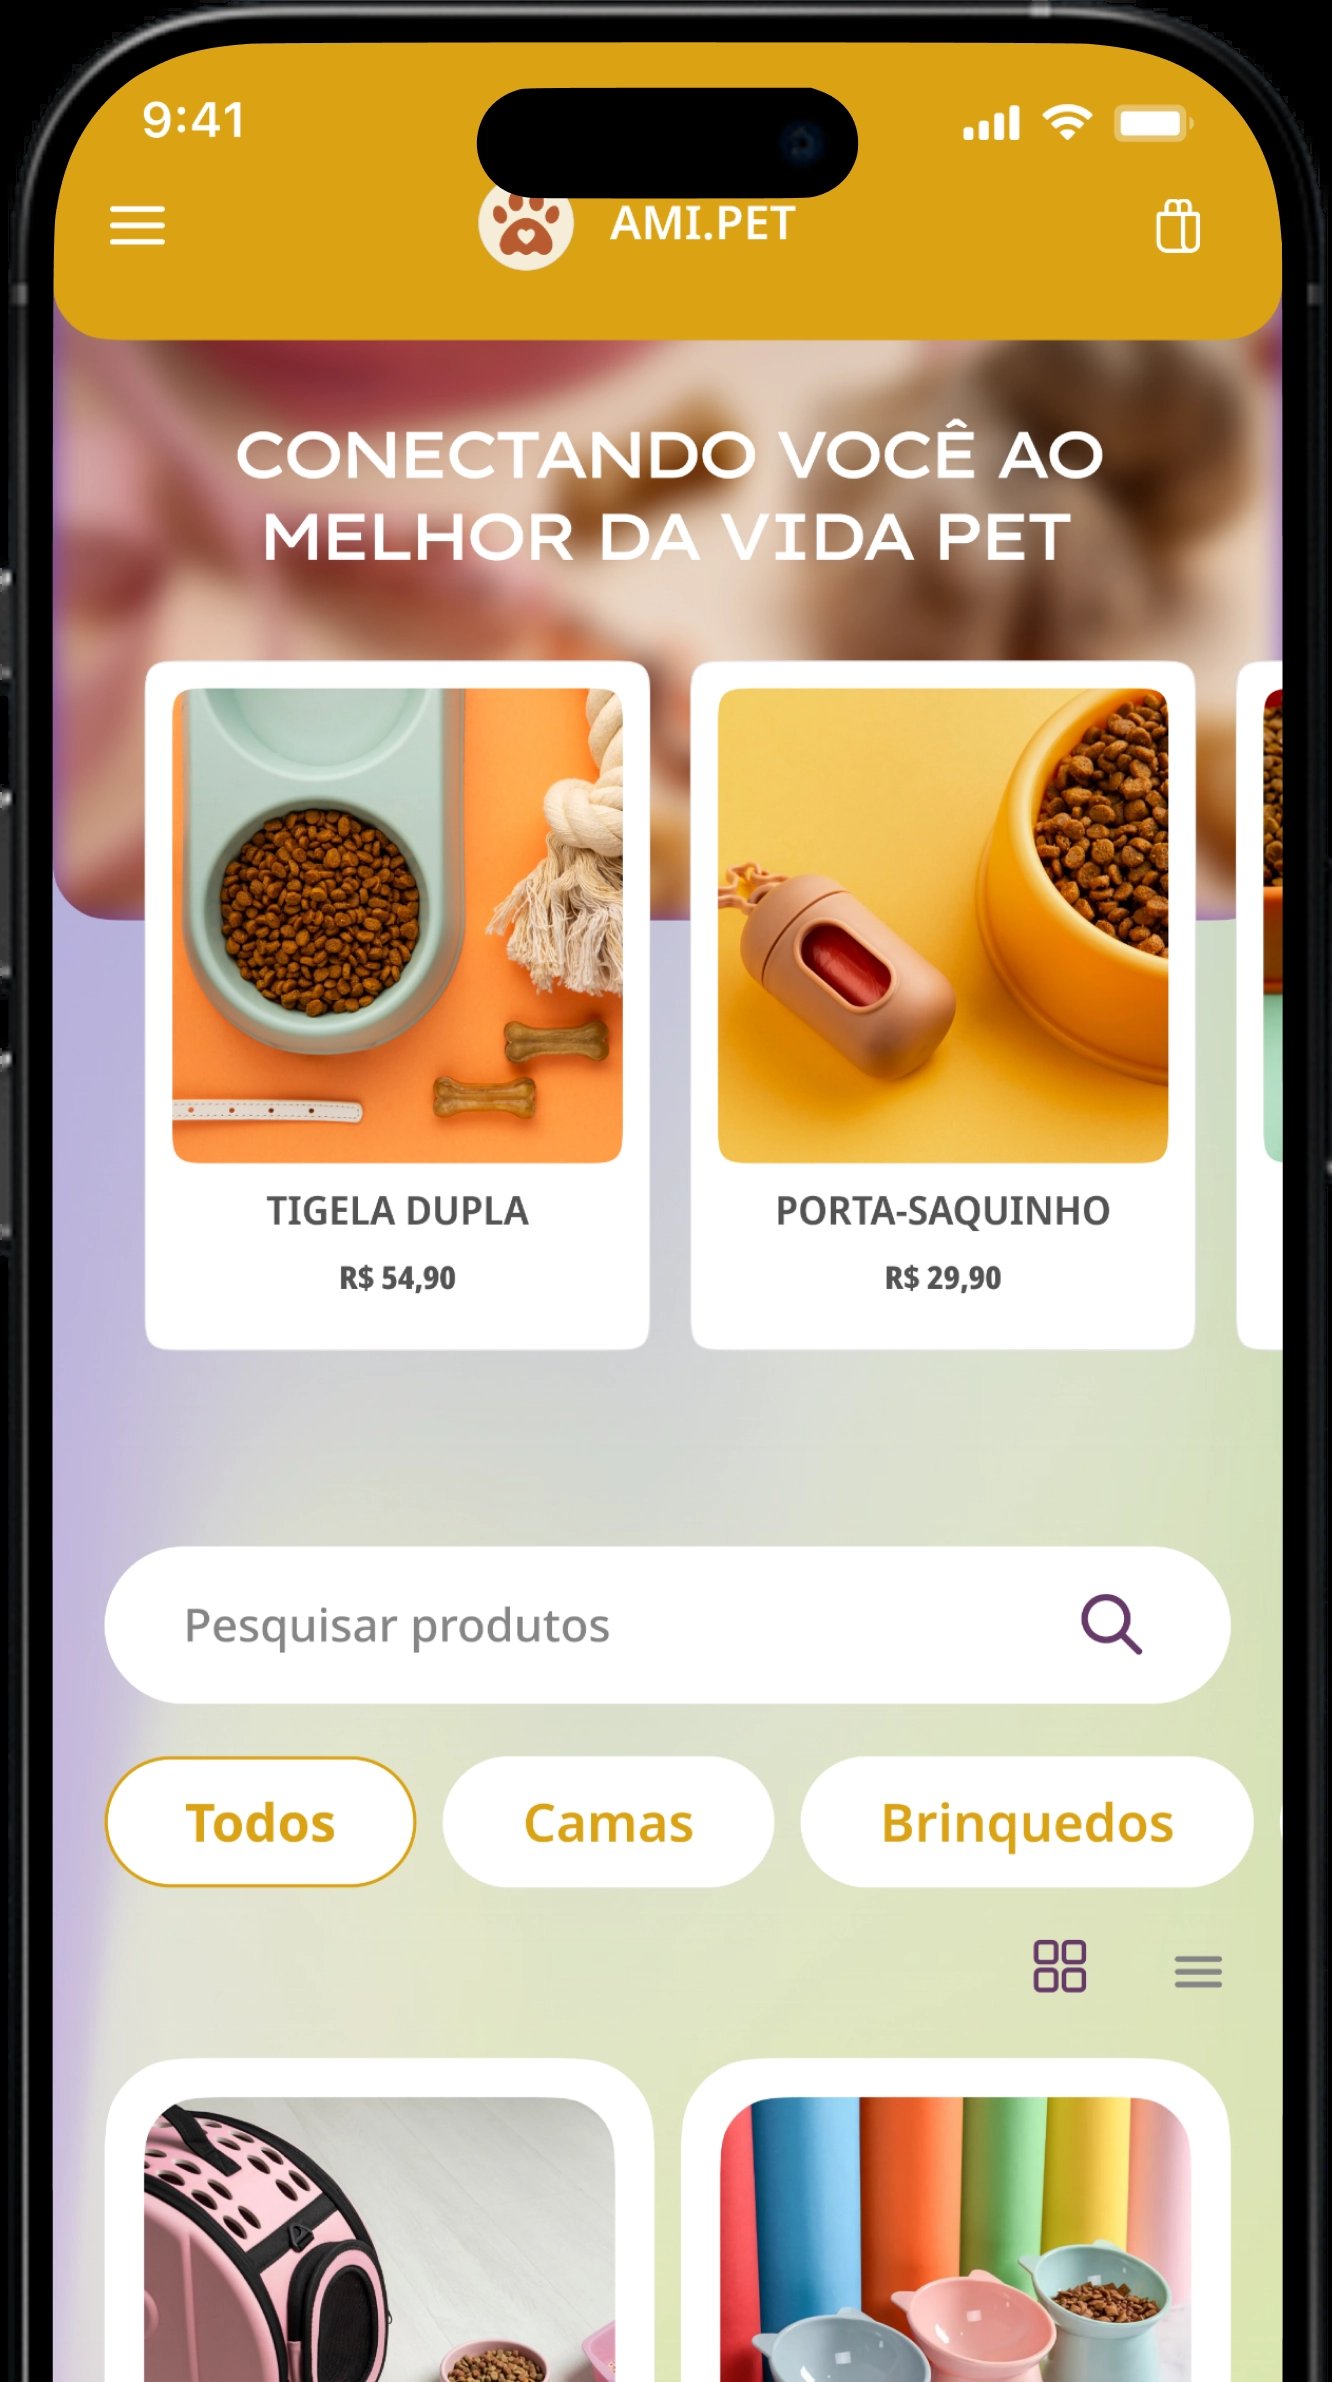 9:41
AMI.PET
CONECTANDO VOCÊ AO
MELHOR DA VIDA PET
TIGELA DUPLA
R$ 54,90
PORTA-SAQUINHO
R$ 29,90
Pesquisar produtos
Todos
Camas
Brinquedos